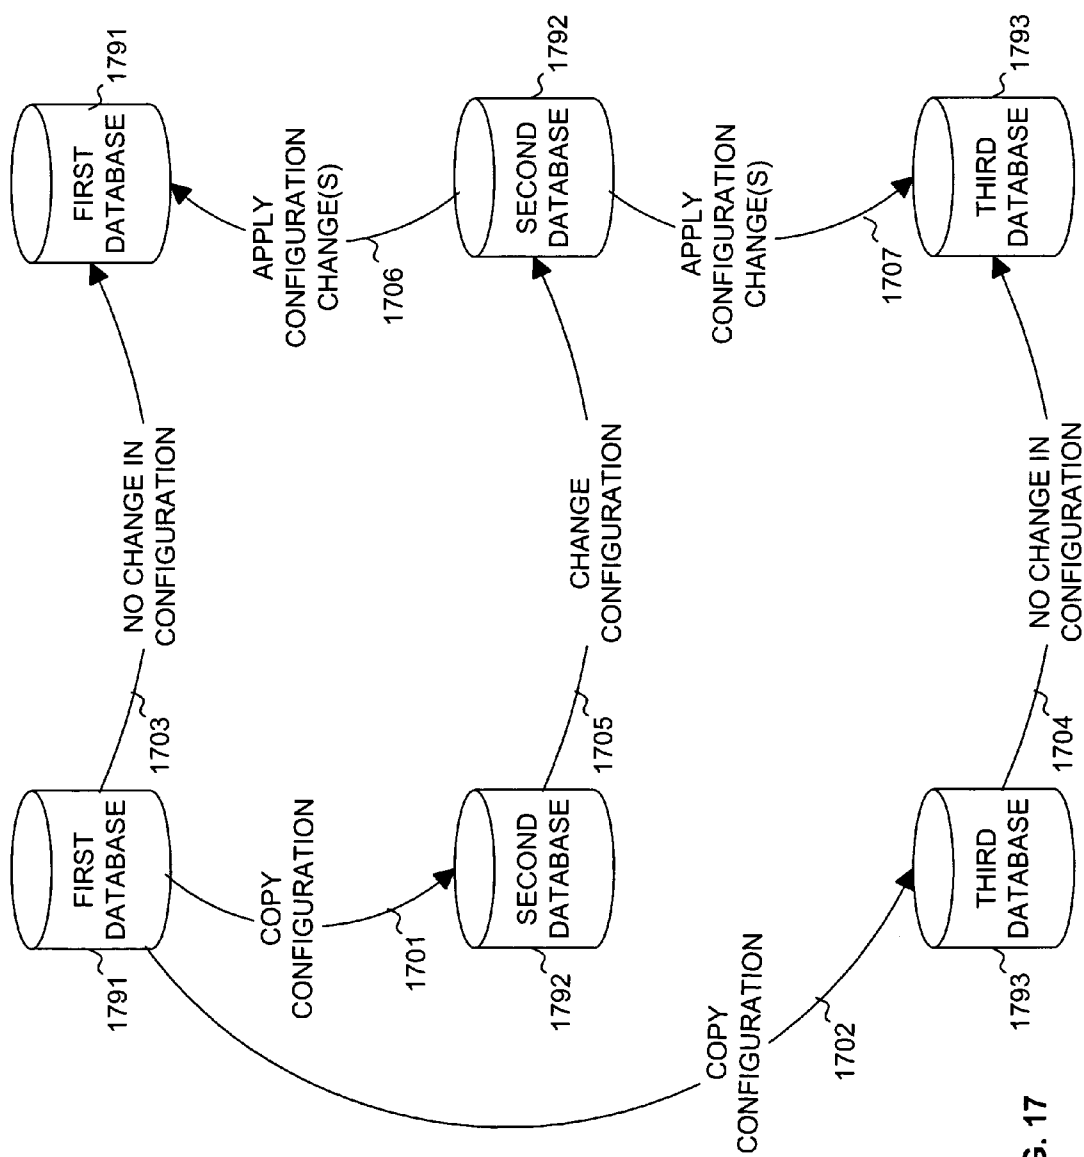 1791
FIRST
DATABASE
1703
NO CHANGE IN
CONFIGURATION
FIRST
DATABASE
1791
COPY
CONFIGURATION
1701
APPLY
CONFIGURATION
CHANGE(S)
1706
1792
SECOND
DATABASE
1705
CHANGE
CONFIGURATION
SECOND
DATABASE
1792
COPY
CONFIGURATION
1702
APPLY
CONFIGURATION
CHANGE(S)
1707
1793
THIRD
DATABASE
1704
NO CHANGE IN
CONFIGURATION
THIRD
DATABASE
1793
G. 17